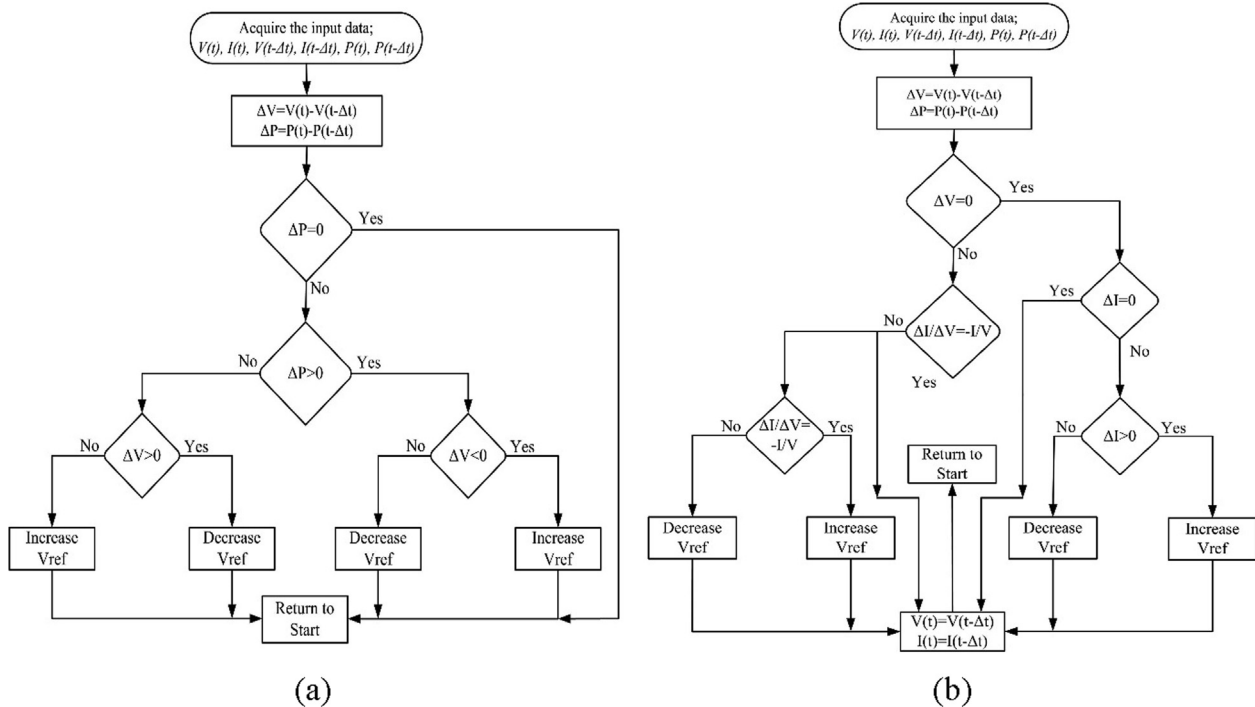 Acquire the input data;
V(t), I(t), V(t-Δt), I(t-Δt), P(t), P(t-Δt)
ΔV=V(t)-V(t-Δt)
ΔP=P(t)-P(t-Δt)
ΔP=0
Yes
No
ΔP>0
No
Yes
ΔV>0
No
Yes
ΔV<0
No
Yes
Increase
Vref
Decrease
Vref
Decrease
Vref
Increase
Vref
Return to
Start
(a)
Acquire the input data;
V(t), I(t), V(t-Δt), I(t-Δt), P(t), P(t-Δt)
ΔV=V(t)-V(t-Δt)
ΔP=P(t)-P(t-Δt)
ΔV=0
Yes
No
ΔI/ΔV=-I/V
No
Yes
ΔI=0
Yes
No
ΔI/ΔV=
-I/V
No
Yes
Return to
Start
ΔI>0
No
Yes
Decrease
Vref
Increase
Vref
Decrease
Vref
Increase
Vref
V(t)=V(t-Δt)
I(t)=I(t-Δt)
(b)